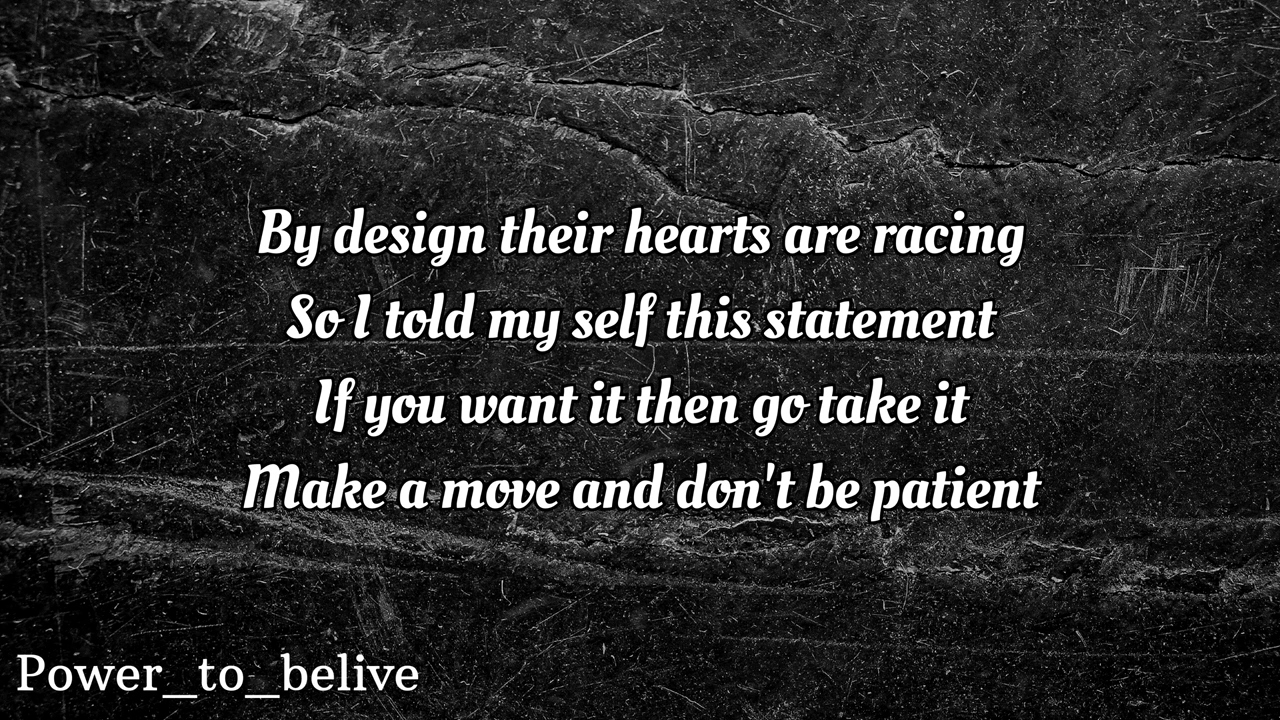 By design their hearts are racing
So I told my self this statement
If you want it then go take it
Make a move and don't be patient
Power_to_belive